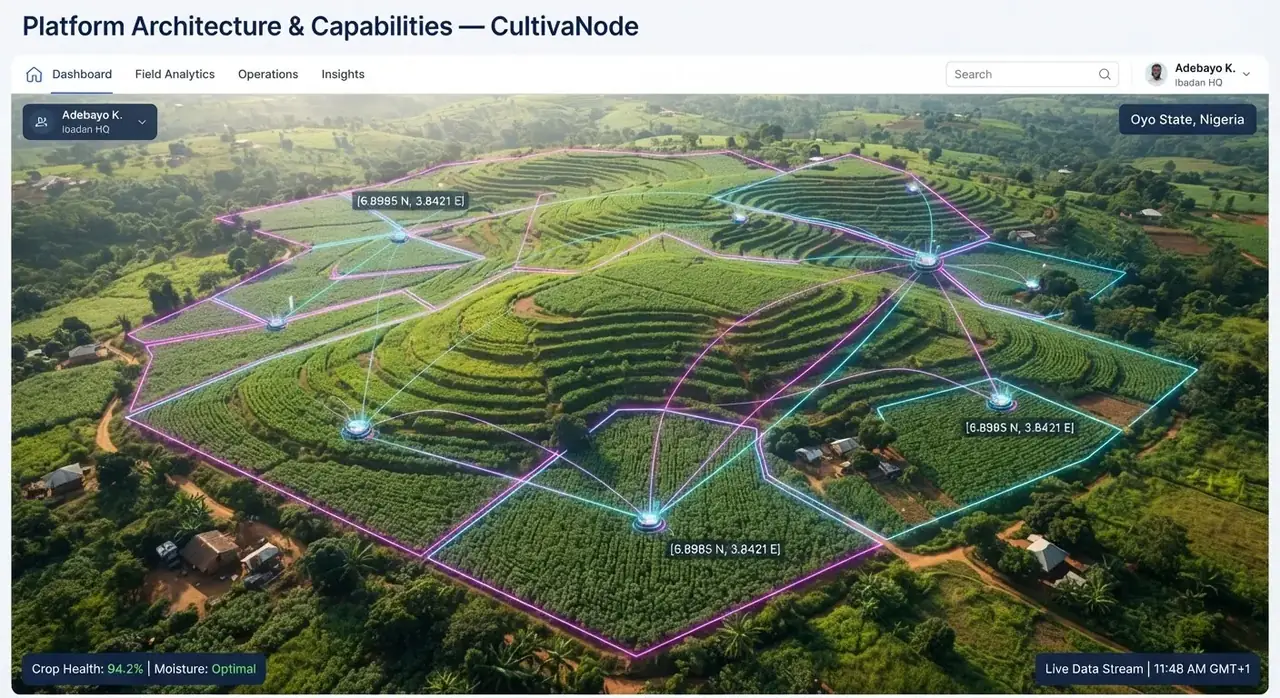 Platform Architecture & Capabilities — CultivaNode
Dashboard
Field Analytics
Operations
Insights
Search
Adebayo K.
Ibadan HQ
Adebayo K.
Ibadan HQ
Oyo State, Nigeria
[6.8985 N, 3.8421 E]
[6.8985 N, 3.8421 E]
[6.8985 N, 3.8421 E]
Crop Health: 94.2% | Moisture: Optimal
Live Data Stream | 11:48 AM GMT+1